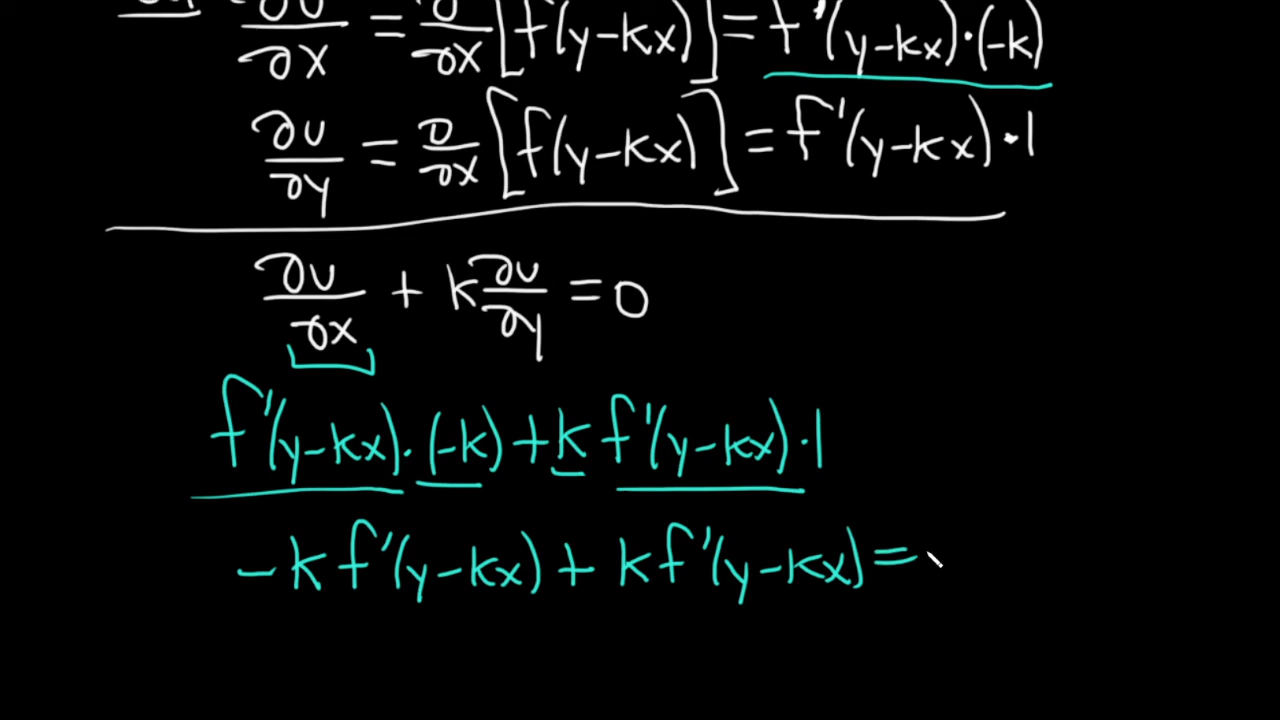 ∂u/∂x = ∂/∂x [f(y-kx)] = f'(y-kx)·(-k)
∂u/∂y = ∂/∂x [f(y-kx)] = f'(y-kx)·1
∂u/∂x + k ∂u/∂y = 0
f'(y-kx)·(-k) + k f'(y-kx)·1
-k f'(y-kx) + k f'(y-kx) =